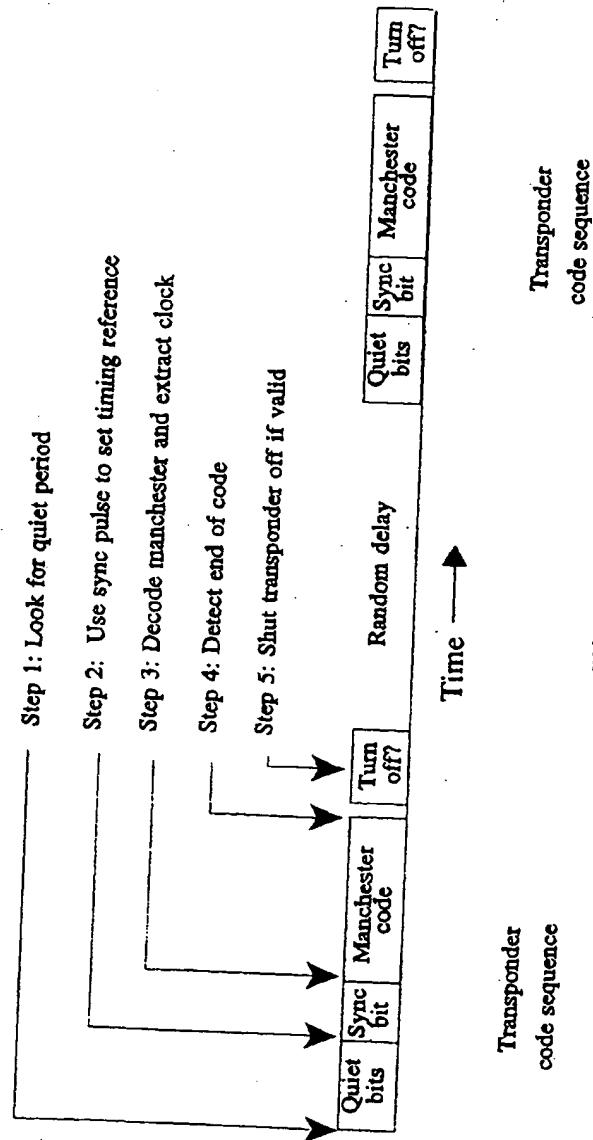 Step 1: Look for quiet period
Step 2: Use sync pulse to set timing reference
Step 3: Decode manchester and extract clock
Step 4: Detect end of code
Step 5: Shut transponder off if valid
Quiet
bits
Sync
bit
Manchester
code
Turn
off?
Random delay
Quiet
bits
Sync
bit
Manchester
code
Turn
off?
Time
Transponder
code sequence
Transponder
code sequence